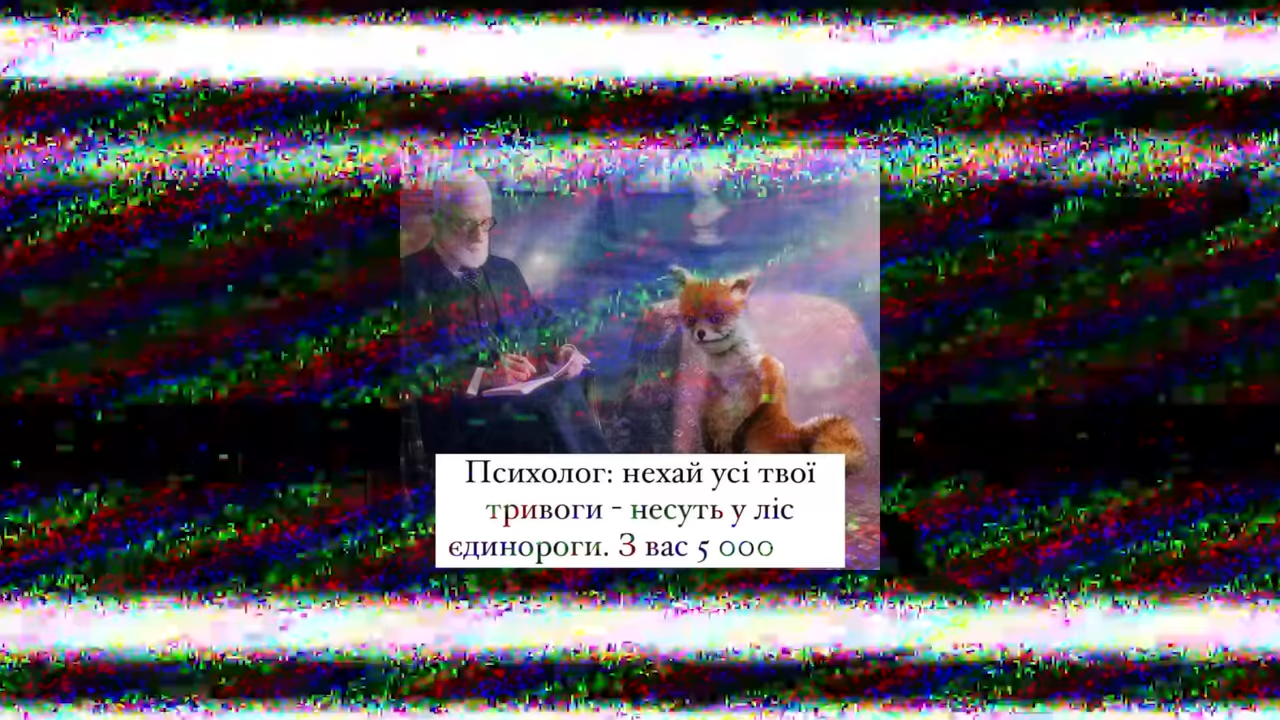 Психолог: нехай усі твої
тривоги - несуть у ліс
єдинороги. З вас 5 000